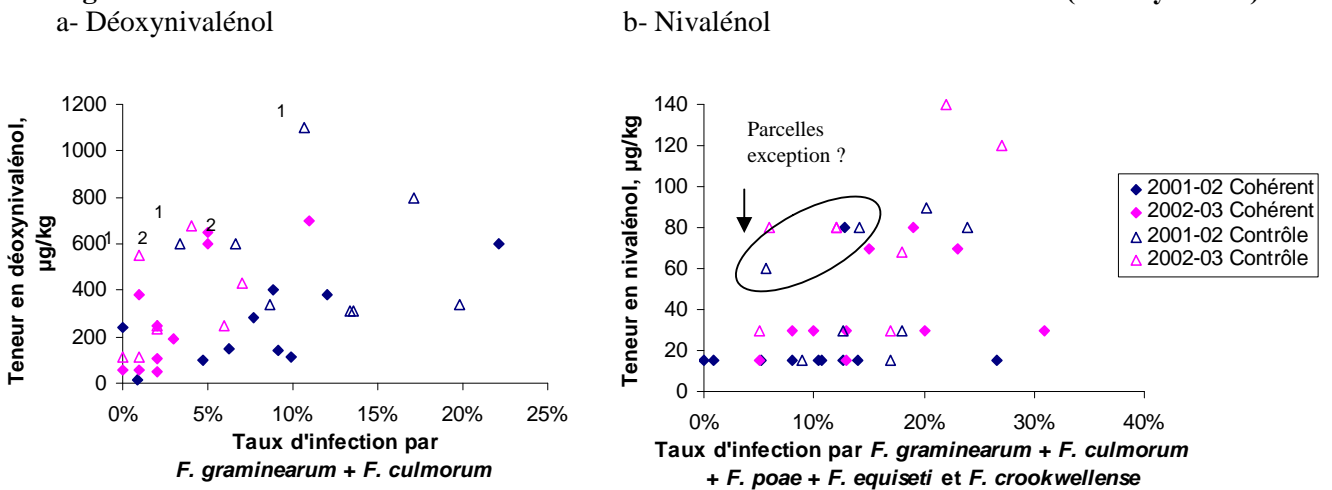 a- Déoxynivalénol
b- Nivalénol
Teneur en déoxynivalénol,
µg/kg
1200
1000
800
600
400
200
0
1
1
2
1
2
0%
5%
10%
15%
20%
25%
Taux d'infection par
F. graminearum + F. culmorum
Teneur en nivalénol, µg/kg
140
120
100
80
60
40
20
0
Parcelles
exception ?
0%
10%
20%
30%
40%
Taux d'infection par F. graminearum + F. culmorum
+ F. poae + F. equiseti et F. crookwellense
2001-02 Cohérent
2002-03 Cohérent
2001-02 Contrôle
2002-03 Contrôle